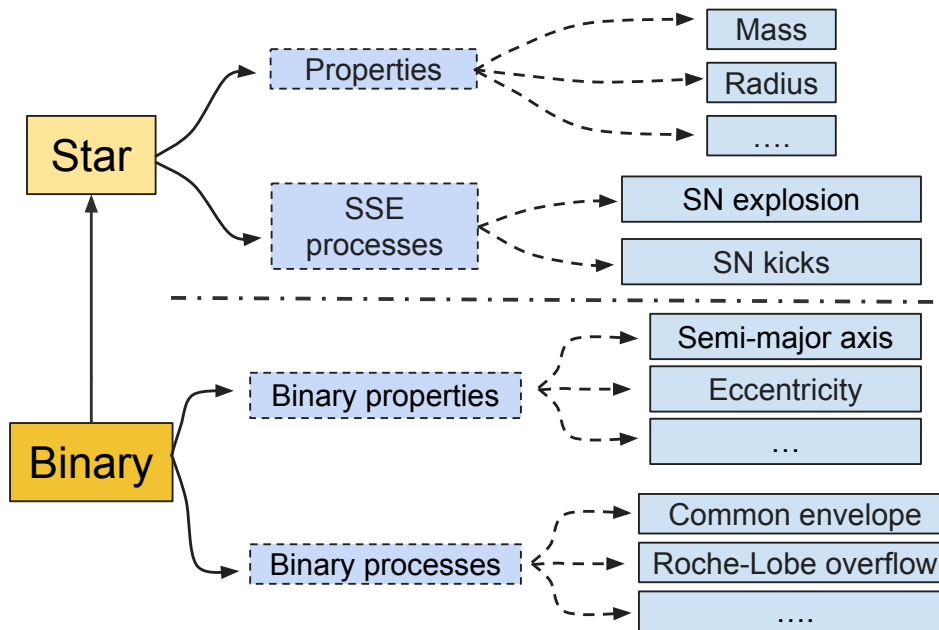 Star
Properties
Mass
Radius
....
SSE
processes
SN explosion
SN kicks
Binary
Binary properties
Semi-major axis
Eccentricity
...
Binary processes
Common envelope
Roche-Lobe overflow
....